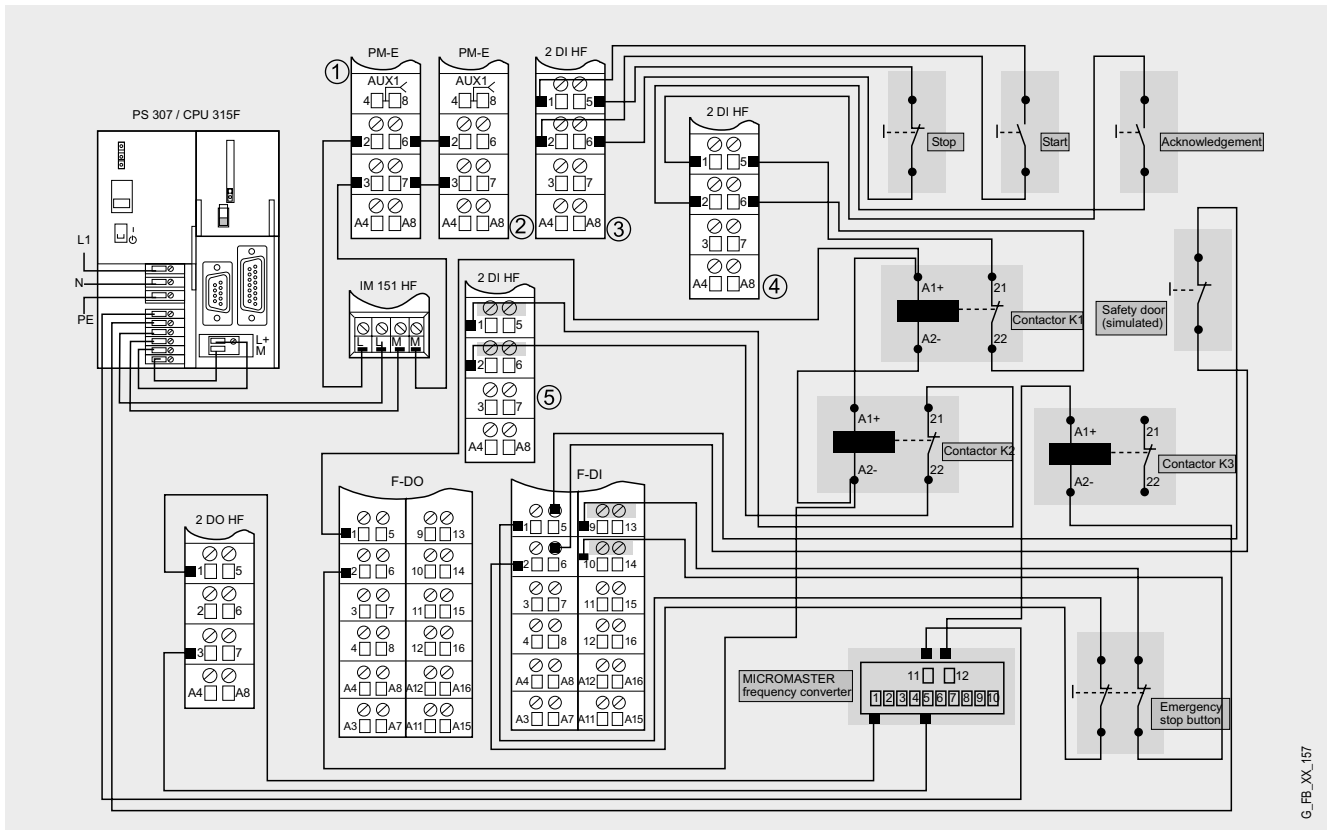 PS 307 / CPU 315F
L1
N
PE
L+
M
1
PM-E
AUX1
4 8
2 6
3 7
A4 A8
PM-E
AUX1
4 8
2 6
3 7
A4 A8
2
2 DI HF
1 5
2 6
3 7
A4 A8
3
2 DI HF
1 5
2 6
3 7
A4 A8
4
Stop
Start
Acknowledgement
IM 151 HF
L L M M
2 DI HF
1 5
2 6
3 7
A4 A8
5
A1+ 21
A2- 22
Contactor K1
Safety door
(simulated)
A1+ 21
A2- 22
Contactor K2
A1+ 21
A2- 22
Contactor K3
2 DO HF
1 5
2 6
3 7
A4 A8
F-DO
1 5 9 13
2 6 10 14
3 7 11 15
4 8 12 16
A4 A8 A12 A16
A3 A7 A11 A15
F-DI
1 5 9 13
2 6 10 14
3 7 11 15
4 8 12 16
A4 A8 A12 A16
A3 A7 A11 A15
MICROMASTER
frequency converter
11 12
1 2 3 4 5 6 7 8 9 10
Emergency
stop button
G_FB_XX_157